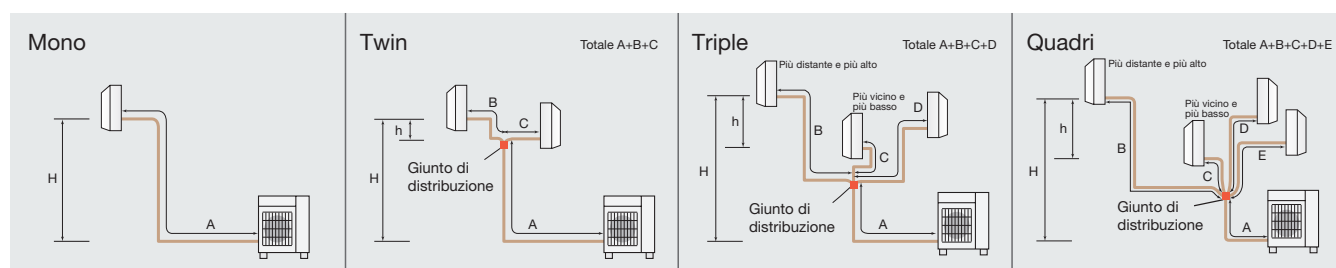 Mono
H
A
Twin
Totale A+B+C
B
C
h
H
Giunto di
distribuzione
A
Triple
Totale A+B+C+D
Più distante e più alto
Più vicino e
più basso
D
h
B
C
H
Giunto di
distribuzione
A
Quadri
Totale A+B+C+D+E
Più distante e più alto
Più vicino e
più basso
h
D
B
E
C
H
Giunto di
distribuzione
A